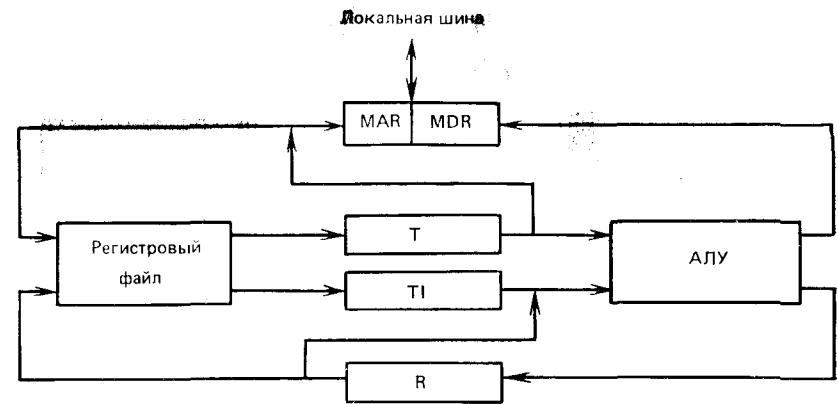 Локальная шина
MAR MDR
Регистровый
файл
T
TI
АЛУ
R